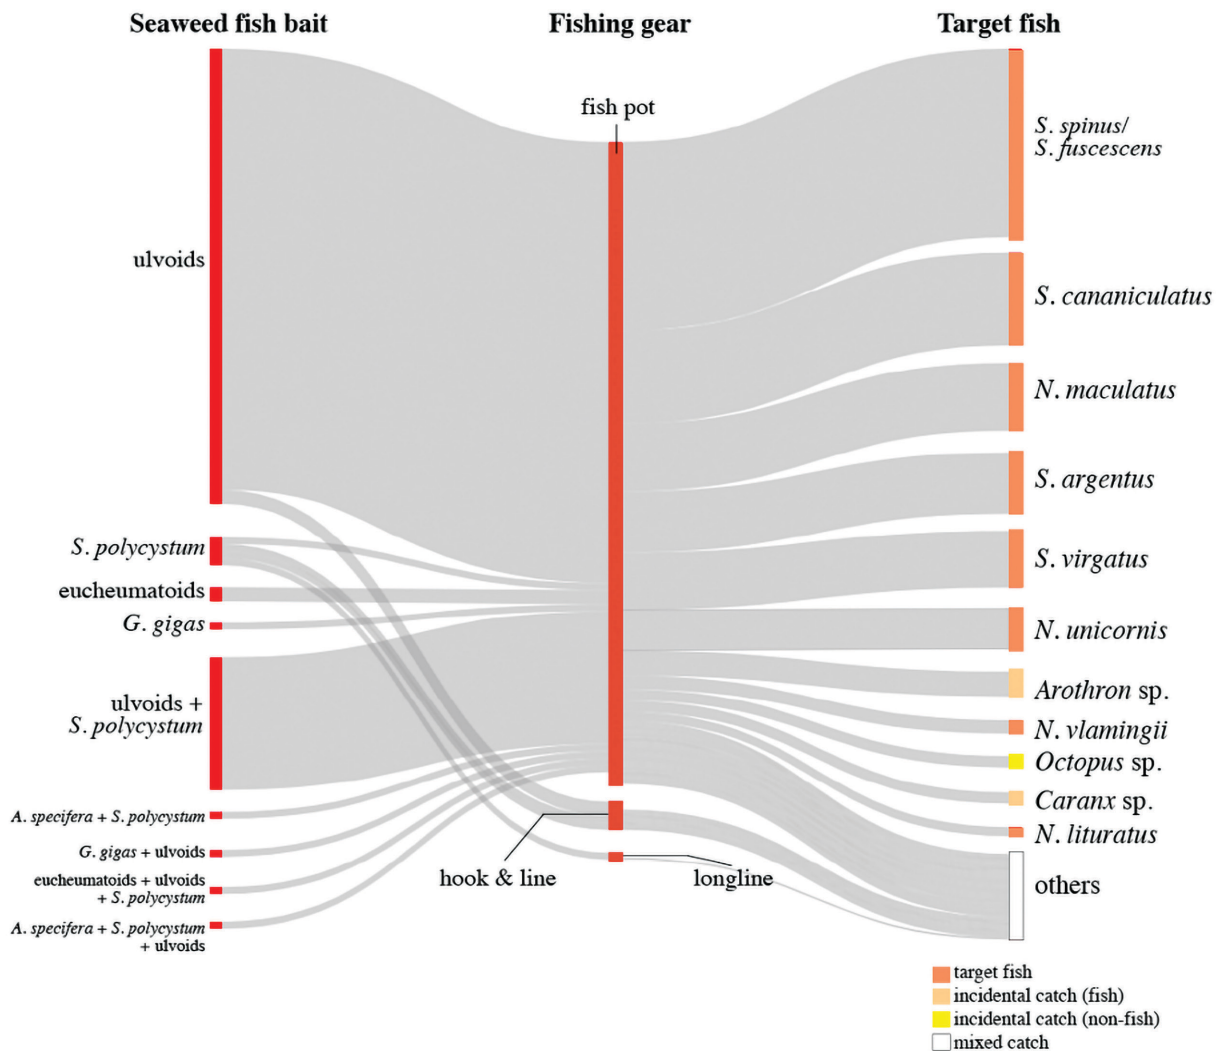 Seaweed fish bait
Fishing gear
Target fish
ulvoids
S. polycystum
eucheumatoids
G. gigas
ulvoids +
S. polycystum
A. specifera + S. polycystum
G. gigas + ulvoids
eucheumatoids + ulvoids
+ S. polycystum
A. specifera + S. polycystum
+ ulvoids
fish pot
hook & line
longline
S. spinus/
S. fuscescens
S. cananiculatus
N. maculatus
S. argentus
S. virgatus
N. unicornis
Arothron sp.
N. vlamingii
Octopus sp.
Caranx sp.
N. lituratus
others
target fish
incidental catch (fish)
incidental catch (non-fish)
mixed catch